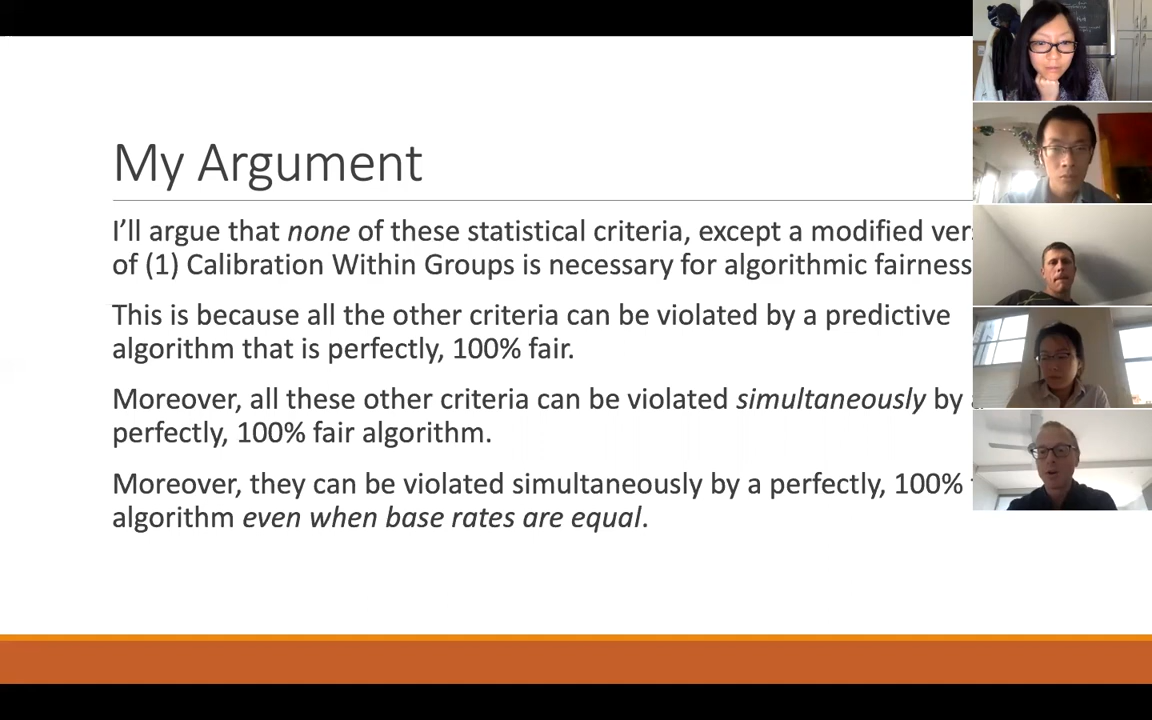 My Argument
I'll argue that none of these statistical criteria, except a modified
of (1) Calibration Within Groups is necessary for algorithmic fairness
This is because all the other criteria can be violated by a predictive
algorithm that is perfectly, 100% fair.
Moreover, all these other criteria can be violated simultaneously by
perfectly, 100% fair algorithm.
Moreover, they can be violated simultaneously by a perfectly, 100%
algorithm even when base rates are equal.